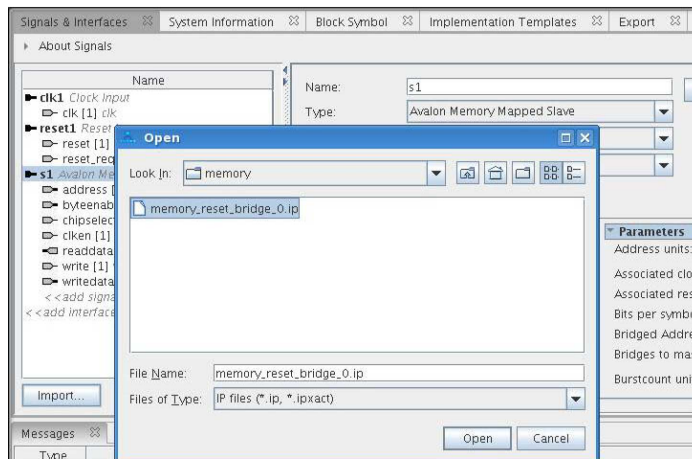 Signals & Interfaces System Information Block Symbol Implementation Templates Export
About Signals
Name
clk1 Clock Input
clk [1] clk
reset1 Reset
reset [1]
reset_req
s1 Avalon Me
address [
byteenab
chipselec
clken [1]
readdata
write [1]
writedata
<<add signa
<<add interface
Import...
Name: s1
Type: Avalon Memory Mapped Slave
Open
Look In: memory
memory_reset_bridge_0.ip
File Name: memory_reset_bridge_0.ip
Files of Type: IP files (*.ip, *.ipxact)
Open Cancel
Parameters
Address units:
Associated clo
Associated res
Bits per symbo
Bridged Addre
Bridges to ma
Burstcount uni
Messages
Type